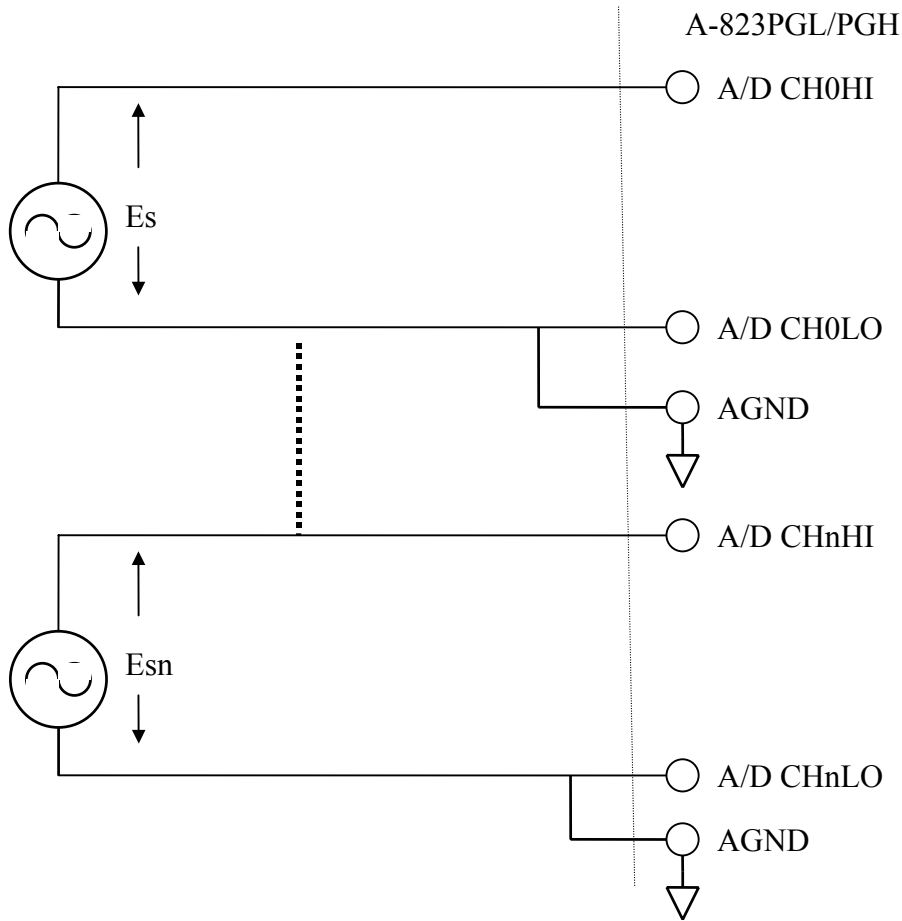 A-823PGL/PGH
A/D CH0HI
Es
A/D CH0LO
AGND
A/D CHnHI
Esn
A/D CHnLO
AGND